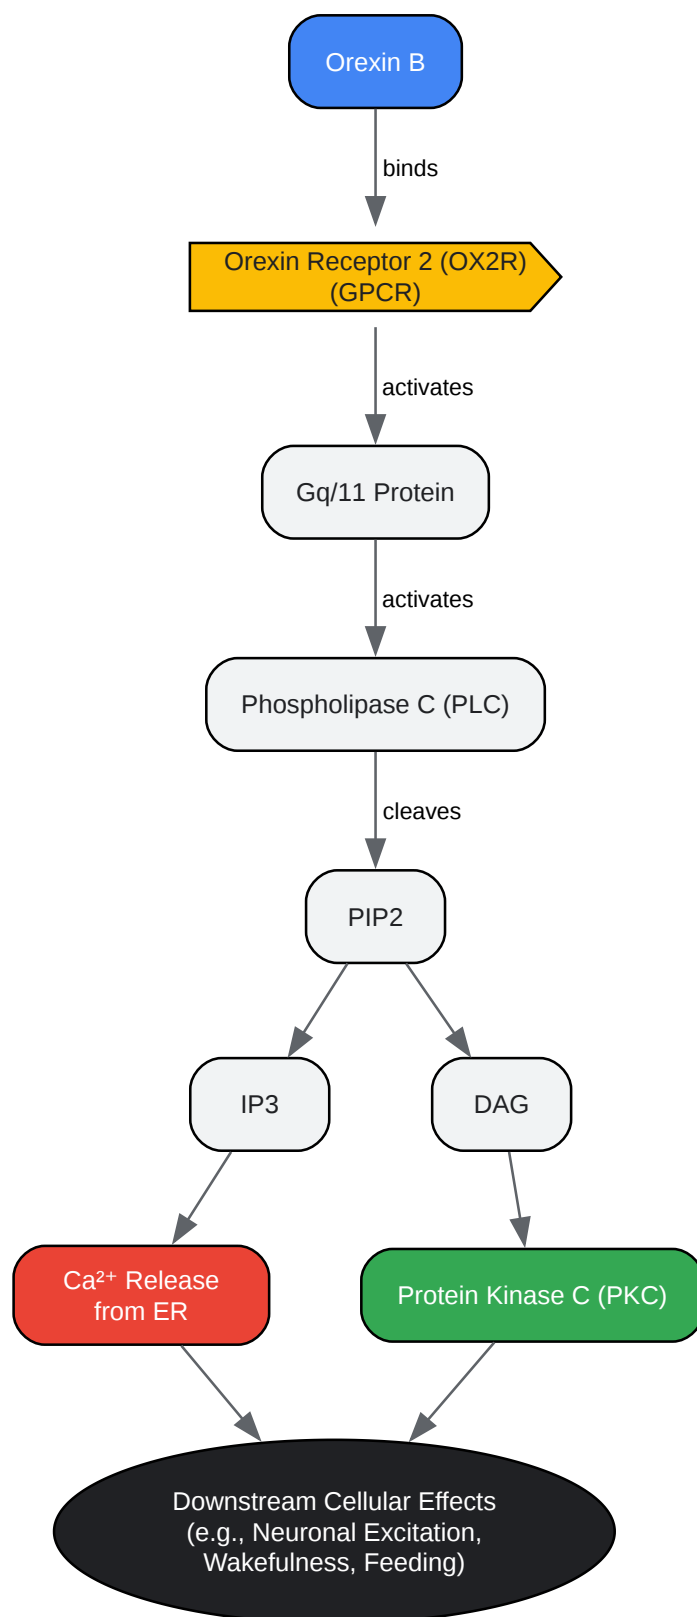 Orexin B
binds
Orexin Receptor 2 (OX2R)
(GPCR)
activates
Gq/11 Protein
activates
Phospholipase C (PLC)
cleaves
PIP2
IP3
DAG
Ca²⁺ Release
from ER
Protein Kinase C (PKC)
Downstream Cellular Effects
(e.g., Neuronal Excitation,
Wakefulness, Feeding)